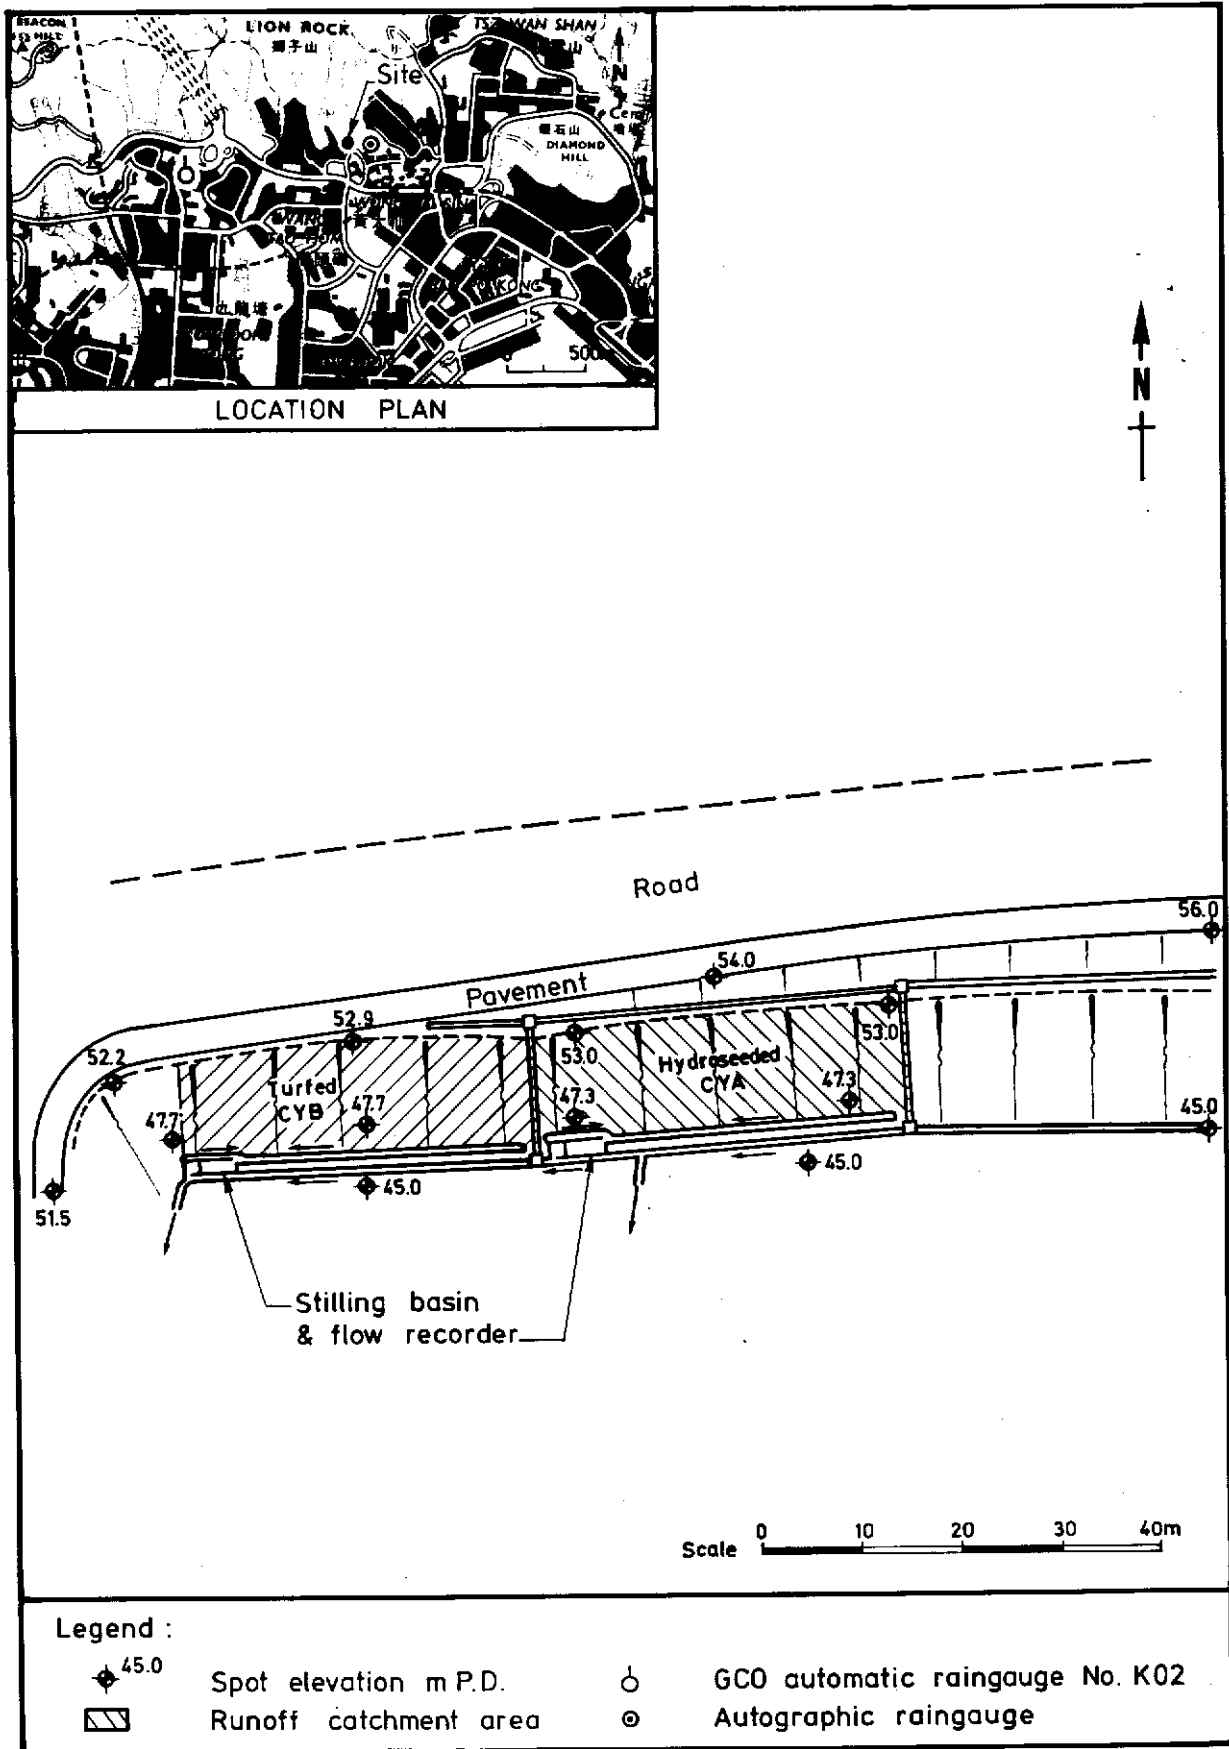 BEACON
HILL
LION ROCK
獅子山
TSZ WAN SHAN
Site
N
鑽石山
DIAMOND
HILL
500
LOCATION PLAN
N
Road
56.0
54.0
Pavement
52.9
52.2
53.0
53.0
Hydroseeded
CYA
Turfed
CYB
47.3
47.3
47.7
47.7
45.0
45.0
45.0
51.5
Stilling basin
& flow recorder
Scale 0 10 20 30 40m
Legend :
45.0 Spot elevation m P.D.
GCO automatic raingauge No. K02
Runoff catchment area
Autographic raingauge